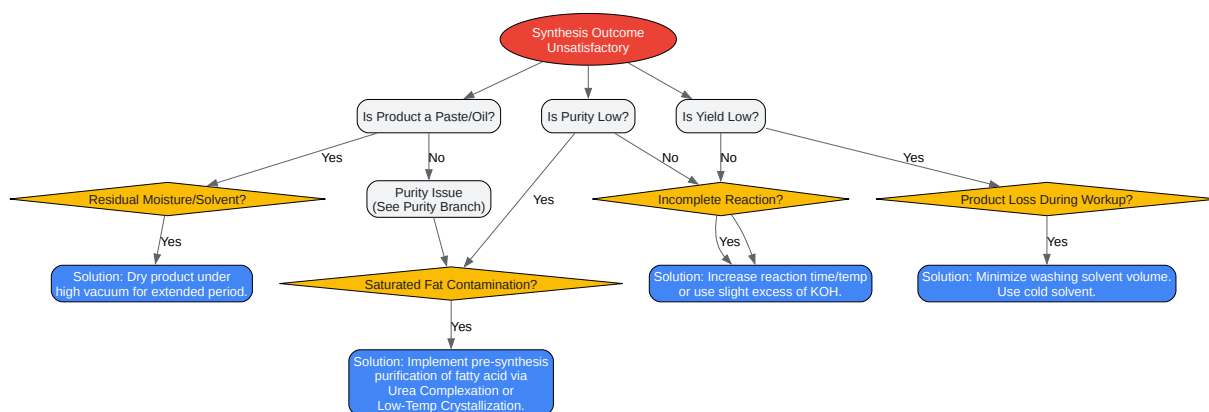 Synthesis Outcome
Unsatisfactory
Is Product a Paste/Oil?
Is Purity Low?
Is Yield Low?
Yes
No
No
No
Yes
Residual Moisture/Solvent?
Purity Issue
(See Purity Branch)
Yes
Incomplete Reaction?
Product Loss During Workup?
Yes
Yes
Yes
Solution: Dry product under
high vacuum for extended period.
Saturated Fat Contamination?
Solution: Increase reaction time/temp
or use slight excess of KOH.
Solution: Minimize washing solvent volume.
Use cold solvent.
Yes
Solution: Implement pre-synthesis
purification of fatty acid via
Urea Complexation or
Low-Temp Crystallization.